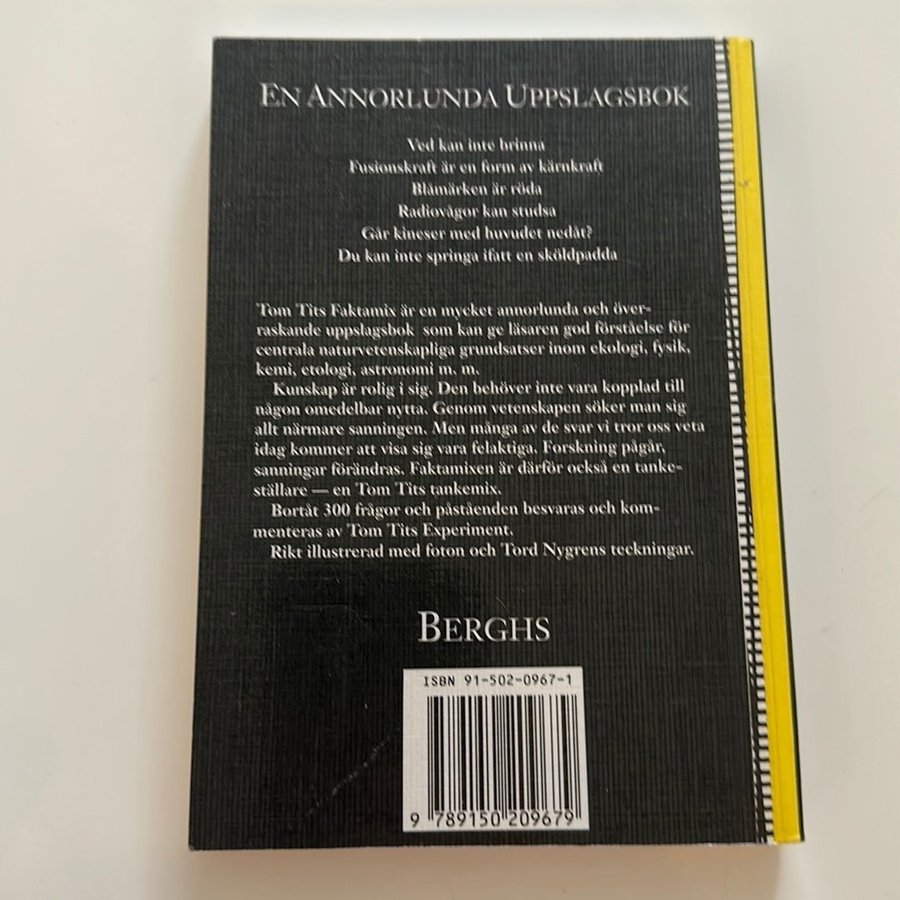 EN ANNORLUNDA UPPSLAGSBOK
Ved kan inte brinna
Fusionskraft är en form av kärnkraft
Blåmärken är röda
Radiovågor kan studsa
Går kineser med huvudet nedåt?
Du kan inte springa ifatt en sköldpadda
Tom Tits Faktamix är en mycket annorlunda och över-
raskande uppslagsbok som kan ge läsaren god förståelse för
centrala naturvetenskapliga grundsatser inom ekologi, fysik,
kemi, etologi, astronomi m. m.
Kunskap är rolig i sig. Den behöver inte vara kopplad till
någon omedelbar nytta. Genom vetenskapen söker man sig
allt närmare sanningen. Men många av de svar vi tror oss veta
idag kommer att visa sig vara felaktiga. Forskning pågår,
sanningar förändras. Faktamixen är därför också en tanke-
ställare — en Tom Tits tankemix.
Bortåt 300 frågor och påståenden besvaras och kom-
menteras av Tom Tits Experiment.
Rikt illustrerad med foton och Tord Nygrens teckningar.
BERGHS
ISBN 91-502-0967-1
9 789150 209679